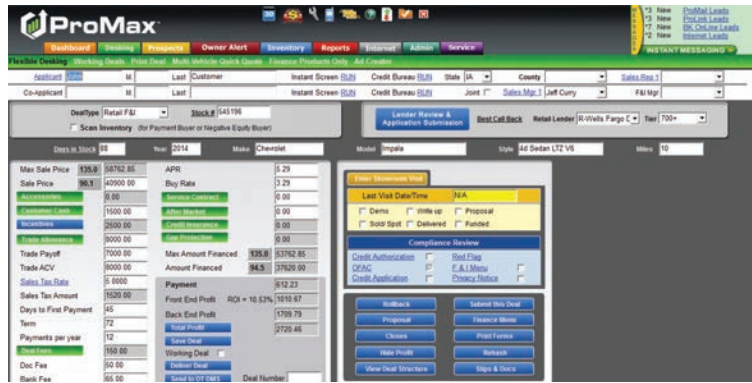 ProMax
*3 New ProMail Leads
*3 New ProLink Leads
*7 New BK OnLine Leads
*2 New Internet Leads
INSTANT MESSAGING
Dashboard Desking Prospects Owner Alert Inventory Reports Internet Admin Service
Flexible Desking Working Deals Print Deal Multi Vehicle Quick Quote Finance Products Only Ad Creator
Applicant M. Last Customer Instant Screen RUN Credit Bureau RUN State IA County Sales Rep 1
Co-Applicant M. Last Instant Screen RUN Credit Bureau RUN Joint Sales Mgr 1 Jeff Curry F&I Mgr
DealType Retail F&I Stock # 545196 Lender Review & Application Submission Best Call Back Retail Lender R-Wells Fargo D Tier 700+
Scan Inventory (for Payment Buyer or Negative Equity Buyer)
Days in Stock 88 Year 2014 Make Chevrolet Model Impala Style 4d Sedan LTZ V6 Miles 10
Max Sale Price 135.0 58762.85 APR 5.29
Sale Price 90.1 40900.00 Buy Rate 3.29
Accessories 0.00 Service Contract 0.00
Customer Cash 1500.00 After Market 0.00
Incentives 2500.00 Credit Insurance 0.00
Trade Allowance 8000.00 Gap Protection 0.00
Trade Payoff 7000.00 Max Amount Financed 135.0 53762.85
Trade ACV 8000.00 Amount Financed 94.5 37620.00
Sales Tax Rate 5.0000 Payment 612.23
Sales Tax Amount 1520.00 Front End Profit ROI = 10.53% 1010.67
Days to First Payment 45 Back End Profit 1709.79
Term 72 Total Profit 2720.46
Payments per year 12 Save Deal
Deal Fees 150.00 Working Deal
Doc Fee 50.00 Deliver Deal
Bank Fee 65.00 Send to DT DMS Deal Number
Enter Showroom Visit
Last Visit Date/Time N/A
Demo Write up Proposal
Sold/ Spot Delivered Funded
Compliance Review
Credit Authorization Red Flag
OFAC F & I Menu
Credit Application Privacy Notice
Rollback Submit this Deal
Proposal Finance Menu
Closes Print Forms
Hide Profit Rehash
View Deal Structure Slips & Docs